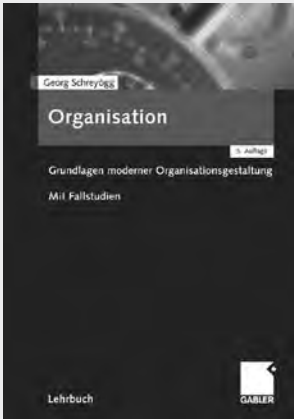 Georg Schreyögg
Organisation
5. Auflage
Grundlagen moderner Organisationsgestaltung
Mit Fallstudien
Lehrbuch
GABLER